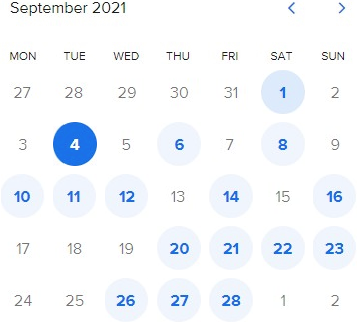 September 2021
MON TUE WED THU FRI SAT SUN
27 28 29 30 31 1 2
3 4 5 6 7 8 9
10 11 12 13 14 15 16
17 18 19 20 21 22 23
24 25 26 27 28 1 2